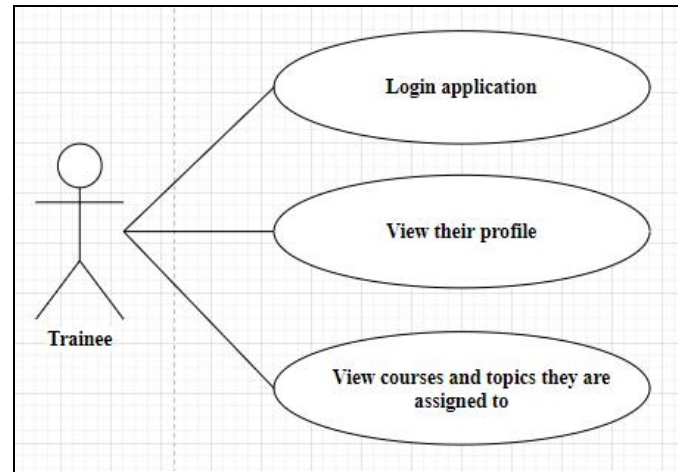 Login application
View their profile
Trainee
View courses and topics they are
assigned to